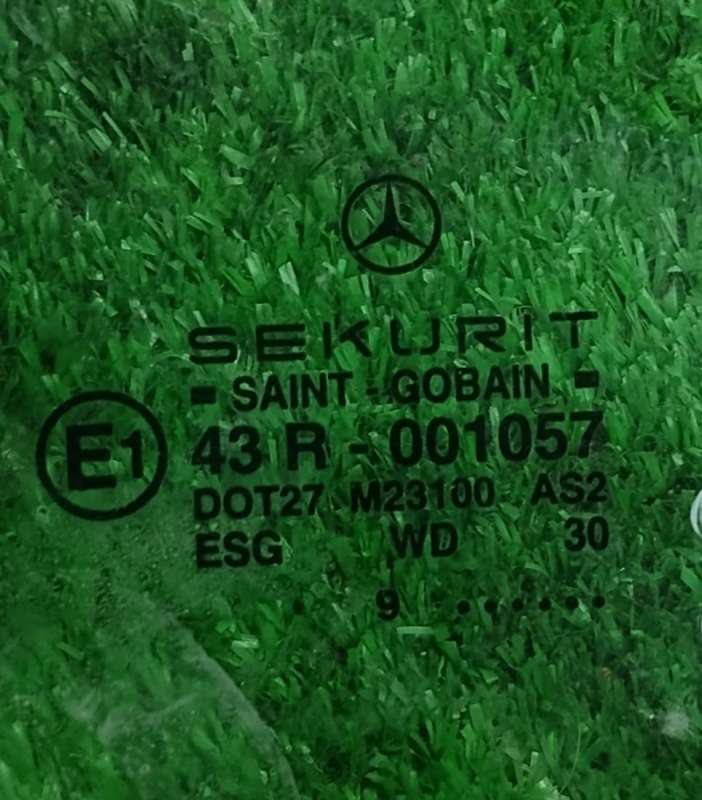 SEKURIT
- SAINT - GOBAIN -
E1
43 R - 001057
DOT27 M23100 AS2
ESG WD 30
. 9 ......